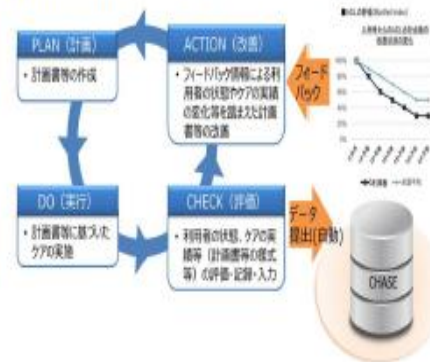 PLAN（計画）
・計画書等の作成
ACTION（改善）
・フィードバック情報による利
用者の状態やケアの実績
の変化等を踏まえた計画
書等の改善
フィード
バック
DO（実行）
・計画書等に基づいた
ケアの実施
CHECK（評価）
・利用者の状態、ケアの実
績等（計画書等の様式
等）の評価・記録・入力
データ
提出(自動)
CHASE
100%
80%
60%
40%
20%
0%